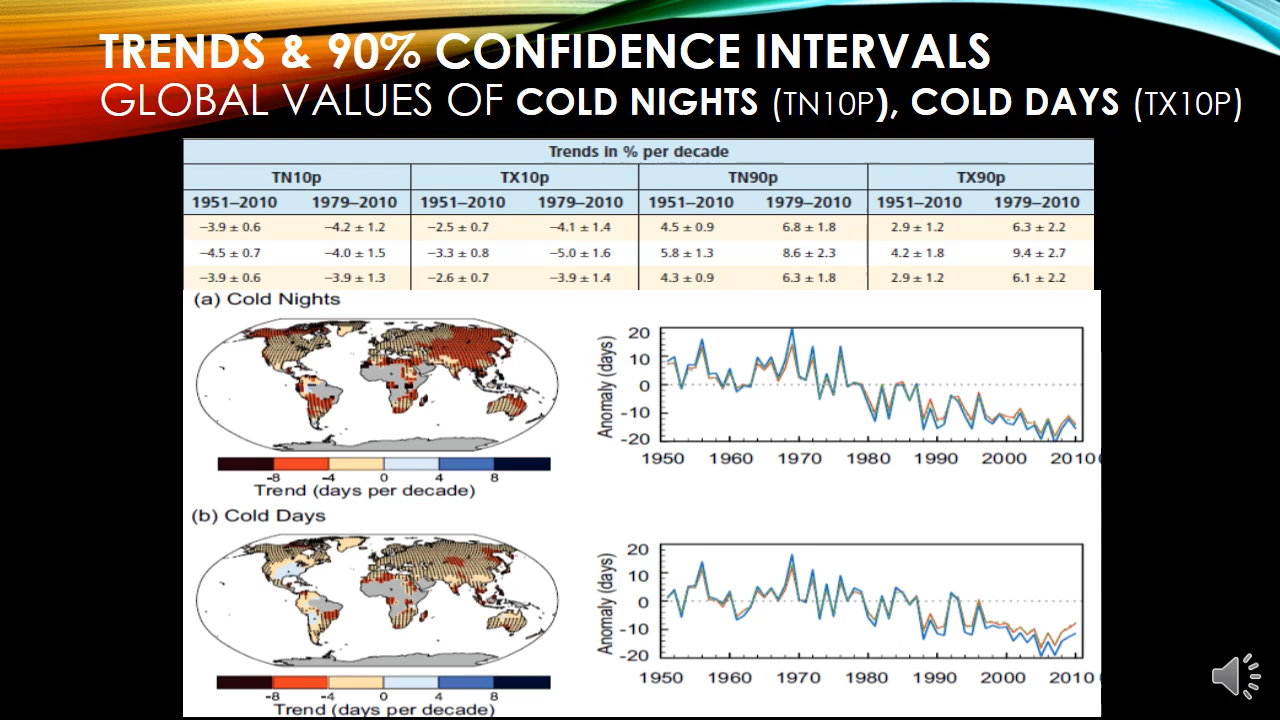 TRENDS & 90% CONFIDENCE INTERVALS
GLOBAL VALUES OF COLD NIGHTS (TN10P), COLD DAYS (TX10P)
Trends in % per decade
TN10p TX10p TN90p TX90p
1951–2010 1979–2010 1951–2010 1979–2010 1951–2010 1979–2010 1951–2010 1979–2010
−3.9 ± 0.6 −4.2 ± 1.2 −2.5 ± 0.7 −4.1 ± 1.4 4.5 ± 0.9 6.8 ± 1.8 2.9 ± 1.2 6.3 ± 2.2
−4.5 ± 0.7 −4.0 ± 1.5 −3.3 ± 0.8 −5.0 ± 1.6 5.8 ± 1.3 8.6 ± 2.3 4.2 ± 1.8 9.4 ± 2.7
−3.9 ± 0.6 −3.9 ± 1.3 −2.6 ± 0.7 −3.9 ± 1.4 4.3 ± 0.9 6.3 ± 1.8 2.9 ± 1.2 6.1 ± 2.2
(a) Cold Nights
-8 -4 0 4 8
Trend (days per decade)
Anomaly (days)
20
10
0
-10
-20
1950 1960 1970 1980 1990 2000 2010
(b) Cold Days
-8 -4 0 4 8
Trend (days per decade)
Anomaly (days)
20
10
0
-10
-20
1950 1960 1970 1980 1990 2000 2010